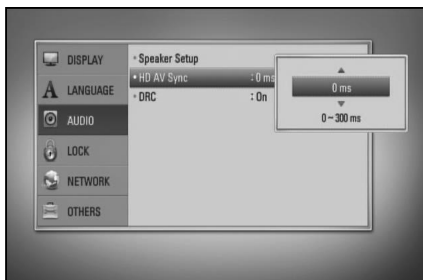 DISPLAY
LANGUAGE
AUDIO
LOCK
NETWORK
OTHERS
• Speaker Setup
• HD AV Sync : 0 ms
• DRC : On
0 ms
0 ~ 300 ms